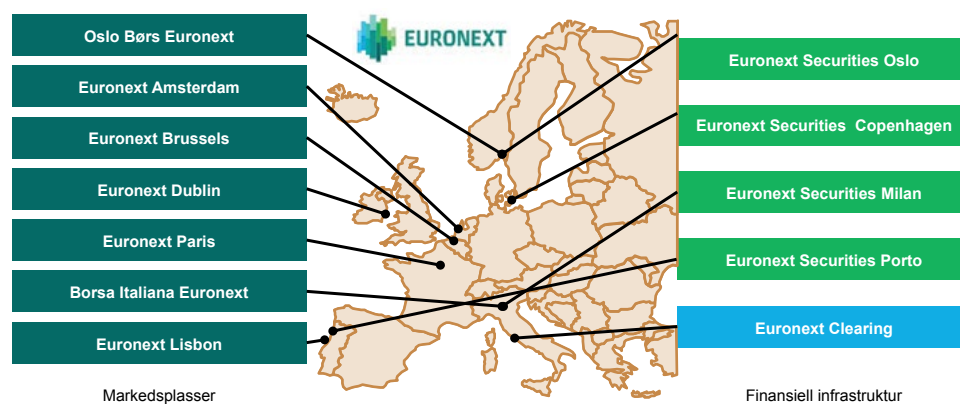 EURONEXT
Oslo Børs Euronext
Euronext Amsterdam
Euronext Brussels
Euronext Dublin
Euronext Paris
Borsa Italiana Euronext
Euronext Lisbon
Markedsplasser
Euronext Securities Oslo
Euronext Securities  Copenhagen
Euronext Securities Milan
Euronext Securities Porto
Euronext Clearing
Finansiell infrastruktur